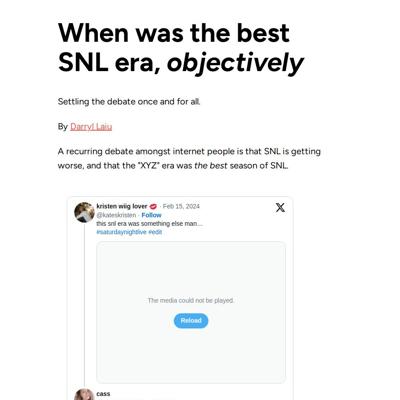 When was the best
SNL era, objectively
Settling the debate once and for all.
By Darryl Laiu
A recurring debate amongst internet people is that SNL is getting
worse, and that the "XYZ" era was the best season of SNL.
kristen wiig lover 💋 · Feb 15, 2024
@kateskristen · Follow
this snl era was something else man...
#saturdaynightlive #edit
The media could not be played.
Reload
cass